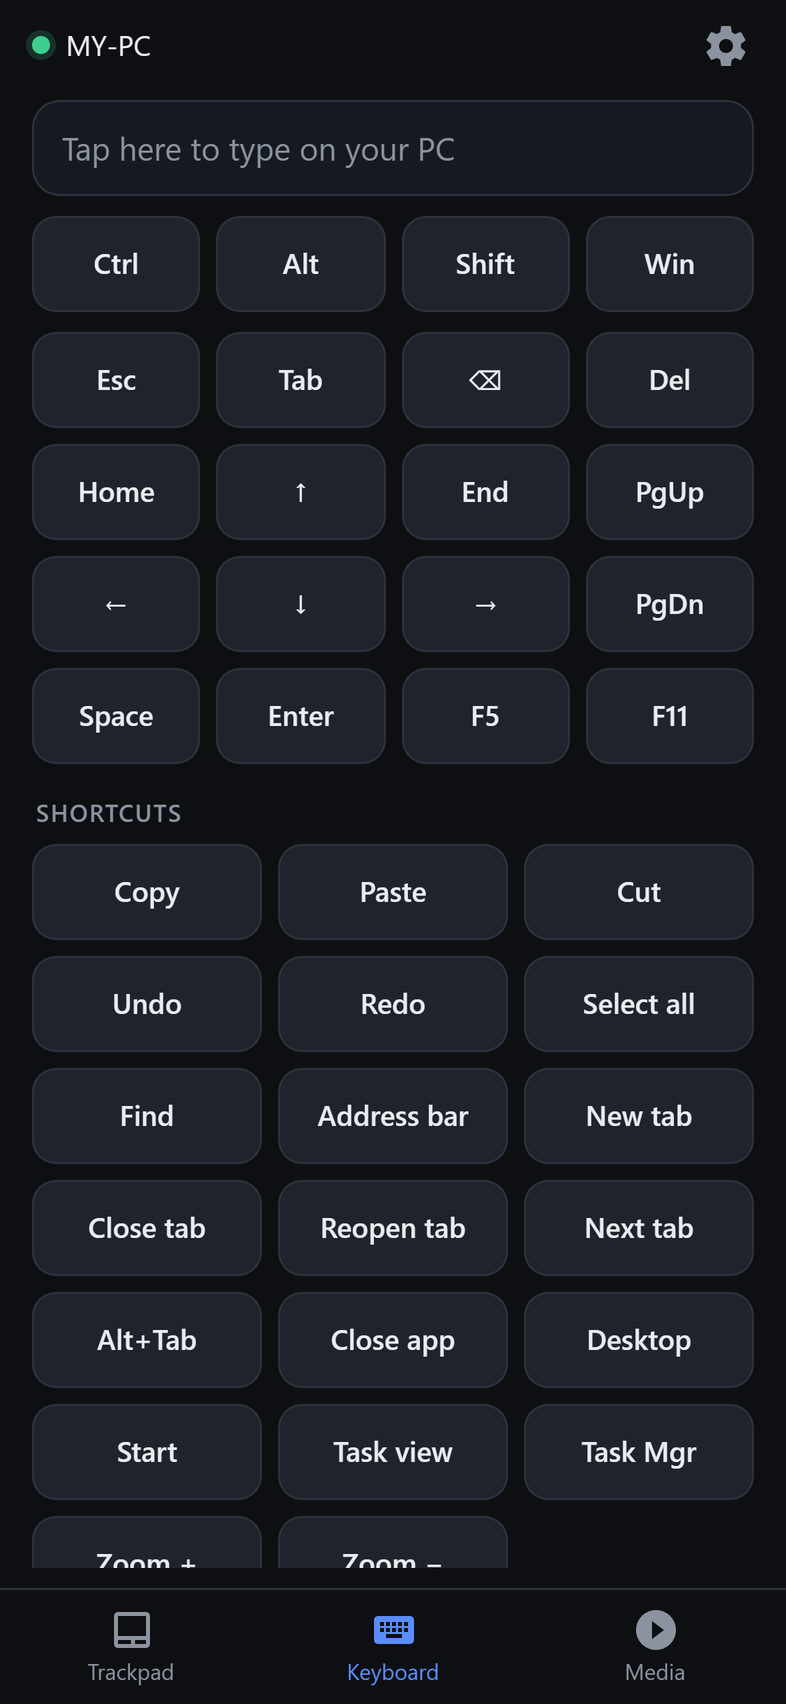 MY-PC
Tap here to type on your PC
Ctrl Alt Shift Win
Esc Tab ⌫ Del
Home ↑ End PgUp
← ↓ → PgDn
Space Enter F5 F11
SHORTCUTS
Copy Paste Cut
Undo Redo Select all
Find Address bar New tab
Close tab Reopen tab Next tab
Alt+Tab Close app Desktop
Start Task view Task Mgr
Zoom + Zoom −
Trackpad Keyboard Media